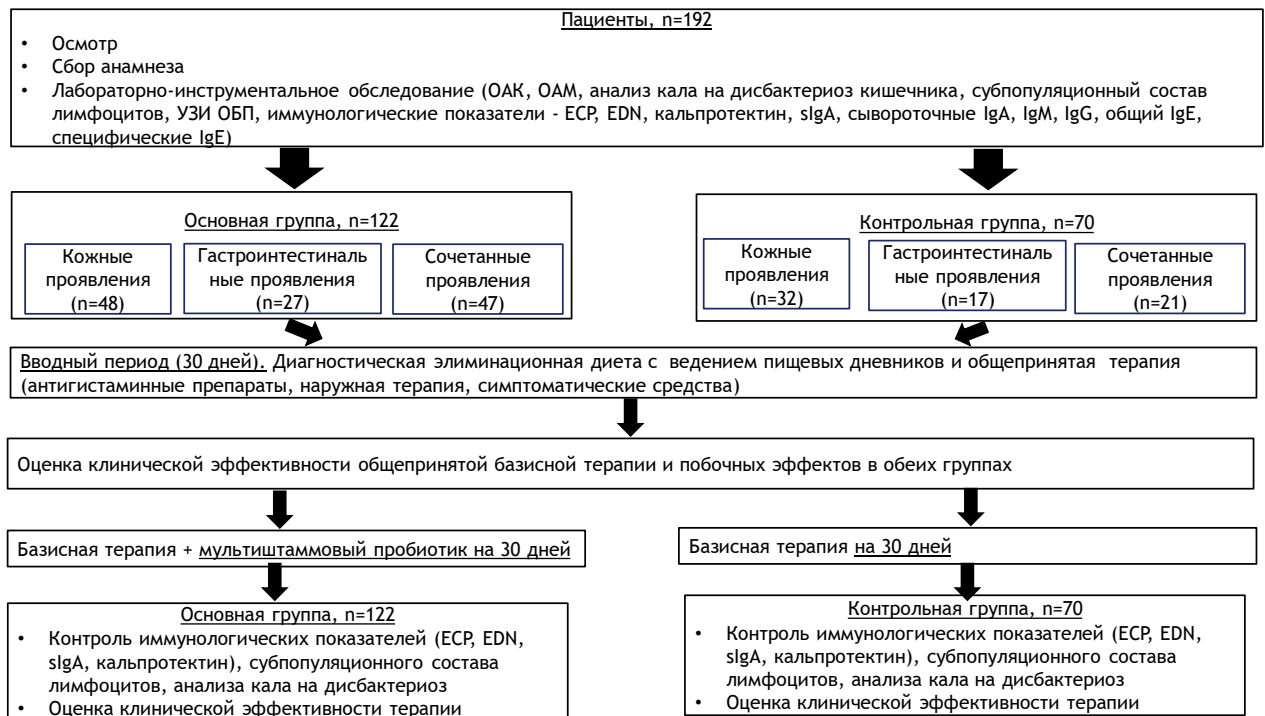 Пациенты, n=192
• Осмотр
• Сбор анамнеза
• Лабораторно-инструментальное обследование (ОАК, ОАМ, анализ кала на дисбактериоз кишечника, субпопуляционный состав
лимфоцитов, УЗИ ОБП, иммунологические показатели - ECP, EDN, кальпротектин, sIgA, сывороточные IgA, IgM, IgG, общий IgE,
специфические IgE)
Основная группа, n=122
Кожные
проявления
(n=48)
Гастроинтестиналь
ные проявления
(n=27)
Сочетанные
проявления
(n=47)
Контрольная группа, n=70
Кожные
проявления
(n=32)
Гастроинтестиналь
ные проявления
(n=17)
Сочетанные
проявления
(n=21)
Вводный период (30 дней). Диагностическая элиминационная диета с ведением пищевых дневников и общепринятая терапия
(антигистаминные препараты, наружная терапия, симптоматические средства)
Оценка клинической эффективности общепринятой базисной терапии и побочных эффектов в обеих группах
Базисная терапия + мультиштаммовый пробиотик на 30 дней
Базисная терапия на 30 дней
Основная группа, n=122
• Контроль иммунологических показателей (ECP, EDN,
sIgA, кальпротектин), субпопуляционного состава
лимфоцитов, анализа кала на дисбактериоз
• Оценка клинической эффективности терапии
Контрольная группа, n=70
• Контроль иммунологических показателей (ECP, EDN,
sIgA, кальпротектин), субпопуляционного состава
лимфоцитов, анализа кала на дисбактериоз
• Оценка клинической эффективности терапии